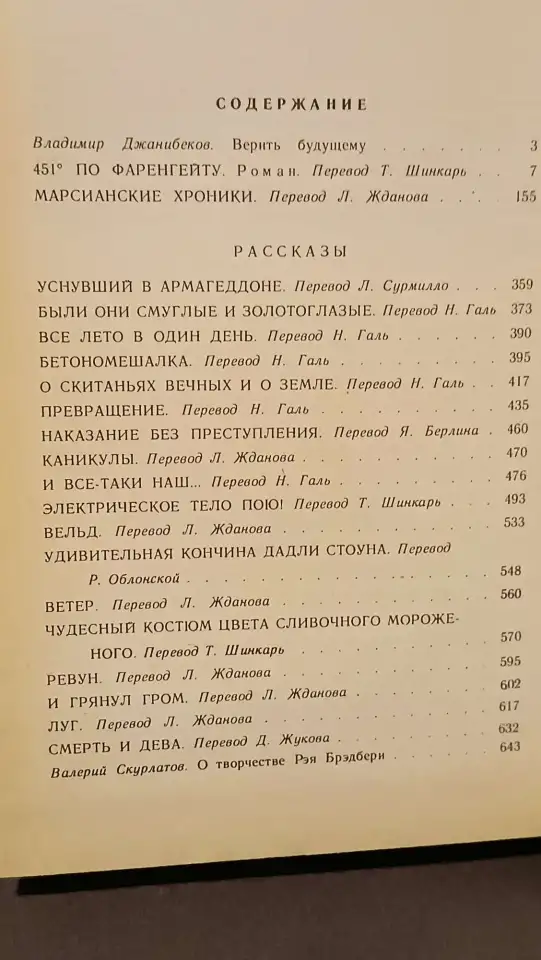 СОДЕРЖАНИЕ
Владимир Джанибеков. Верить будущему . . . . . . . 3
451° ПО ФАРЕНГЕЙТУ. Роман. Перевод Т. Шинкарь . . 7
МАРСИАНСКИЕ ХРОНИКИ. Перевод Л. Жданова . . . 155
РАССКАЗЫ
УСНУВШИЙ В АРМАГЕДДОНЕ. Перевод Л. Сурмилло . . . 359
БЫЛИ ОНИ СМУГЛЫЕ И ЗОЛОТОГЛАЗЫЕ. Перевод Н. Галь 373
ВСЕ ЛЕТО В ОДИН ДЕНЬ. Перевод Н. Галь . . . . . . 390
БЕТОНОМЕШАЛКА. Перевод Н. Галь . . . . . . . . 395
О СКИТАНЬЯХ ВЕЧНЫХ И О ЗЕМЛЕ. Перевод Н. Галь . . 417
ПРЕВРАЩЕНИЕ. Перевод Н. Галь . . . . . . . . . 435
НАКАЗАНИЕ БЕЗ ПРЕСТУПЛЕНИЯ. Перевод Я. Берлина . 460
КАНИКУЛЫ. Перевод Л. Жданова . . . . . . . . . 470
И ВСЕ-ТАКИ НАШ... Перевод Н. Галь . . . . . . . . 476
ЭЛЕКТРИЧЕСКОЕ ТЕЛО ПОЮ! Перевод Т. Шинкарь . . . 493
ВЕЛЬД. Перевод Л. Жданова . . . . . . . . . . 533
УДИВИТЕЛЬНАЯ КОНЧИНА ДАДЛИ СТОУНА. Перевод
Р. Облонской . . . . . . . . . . . . . . 548
ВЕТЕР. Перевод Л. Жданова . . . . . . . . . . 560
ЧУДЕСНЫЙ КОСТЮМ ЦВЕТА СЛИВОЧНОГО МОРОЖЕ-
НОГО. Перевод Т. Шинкарь . . . . . . . . . 570
РЕВУН. Перевод Л. Жданова . . . . . . . . . . 595
И ГРЯНУЛ ГРОМ. Перевод Л. Жданова . . . . . . . 602
ЛУГ. Перевод Л. Жданова . . . . . . . . . . . 617
СМЕРТЬ И ДЕВА. Перевод Д. Жукова . . . . . . . . 632
Валерий Скурлатов. О творчестве Рэя Брэдбери . . . . . . 643